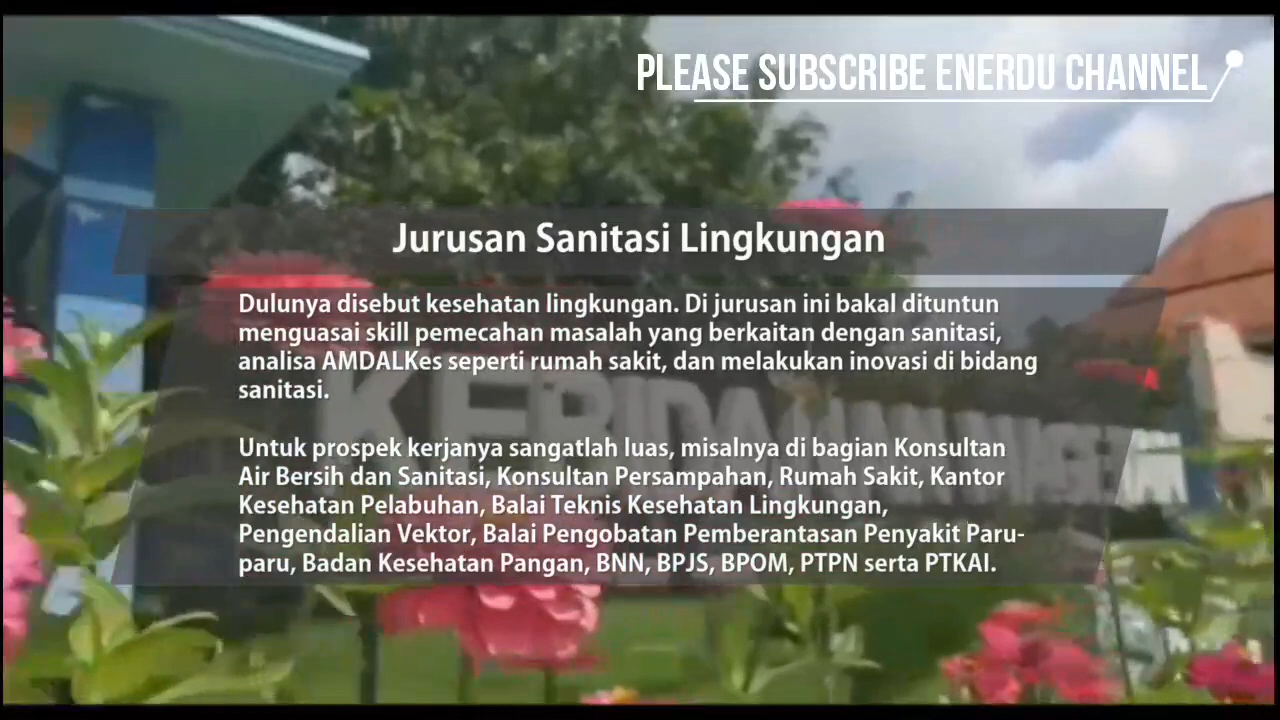 PLEASE SUBSCRIBE ENERDU CHANNEL
Jurusan Sanitasi Lingkungan
Dulunya disebut kesehatan lingkungan. Di jurusan ini bakal dituntun
menguasai skill pemecahan masalah yang berkaitan dengan sanitasi,
analisa AMDALKes seperti rumah sakit, dan melakukan inovasi di bidang
sanitasi.
Untuk prospek kerjanya sangatlah luas, misalnya di bagian Konsultan
Air Bersih dan Sanitasi, Konsultan Persampahan, Rumah Sakit, Kantor
Kesehatan Pelabuhan, Balai Teknis Kesehatan Lingkungan,
Pengendalian Vektor, Balai Pengobatan Pemberantasan Penyakit Paru-
paru, Badan Kesehatan Pangan, BNN, BPJS, BPOM, PTPN serta PTKAI.